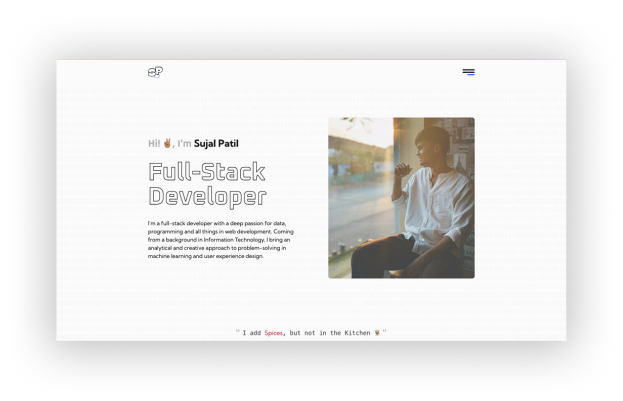 SP
Hi! ✌🏽, I'm Sujal Patil
Full-Stack
Developer
I'm a full-stack developer with a deep passion for data,
programming and all things in web development. Coming
from a background in Information Technology, I bring an
analytical and creative approach to problem-solving in
machine learning and user experience design.
" I add Spices, but not in the Kitchen ✌🏽 "